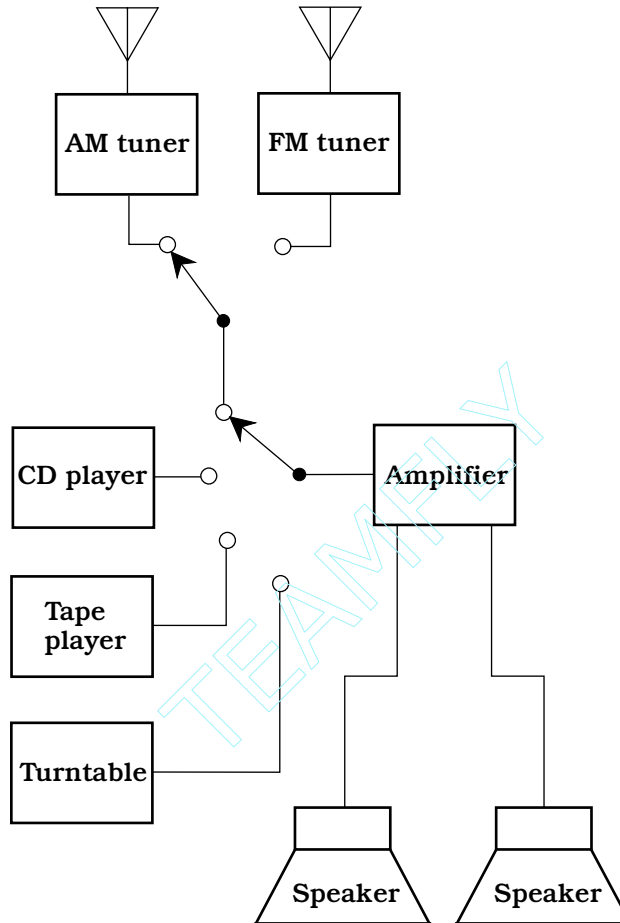 AM tuner
FM tuner
CD player
Amplifier
Tape
player
Turntable
Speaker
Speaker
TEAMFLY